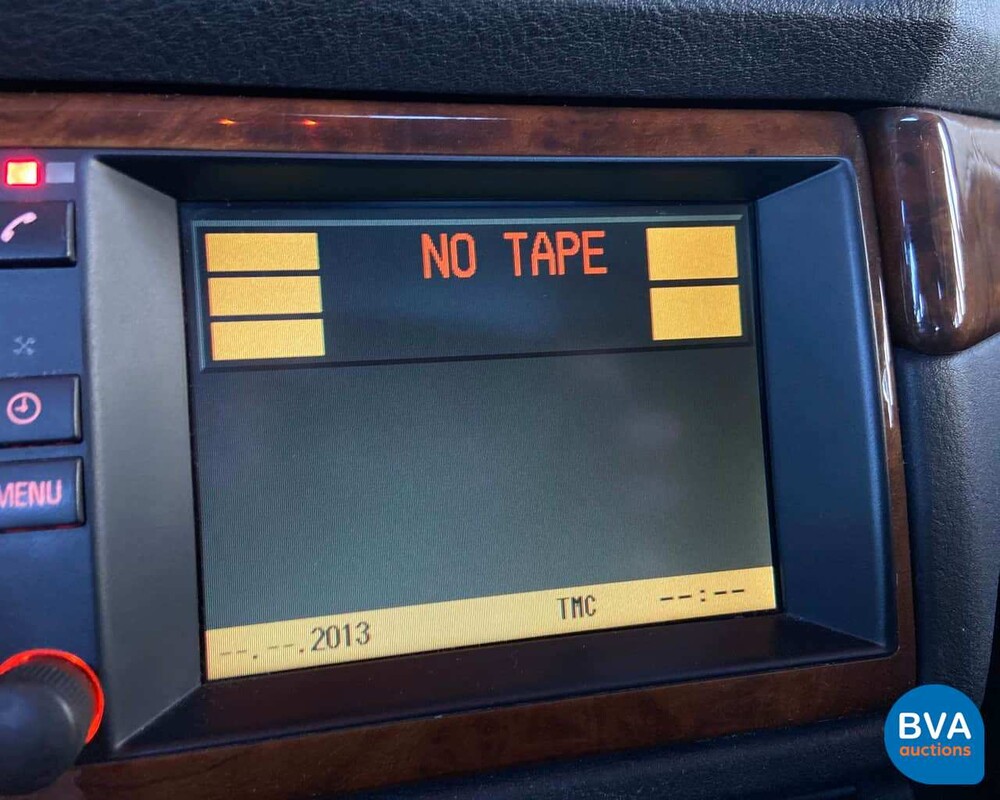 NO TAPE
MENU
--.--.2013 TMC --:--
BVA
auctions